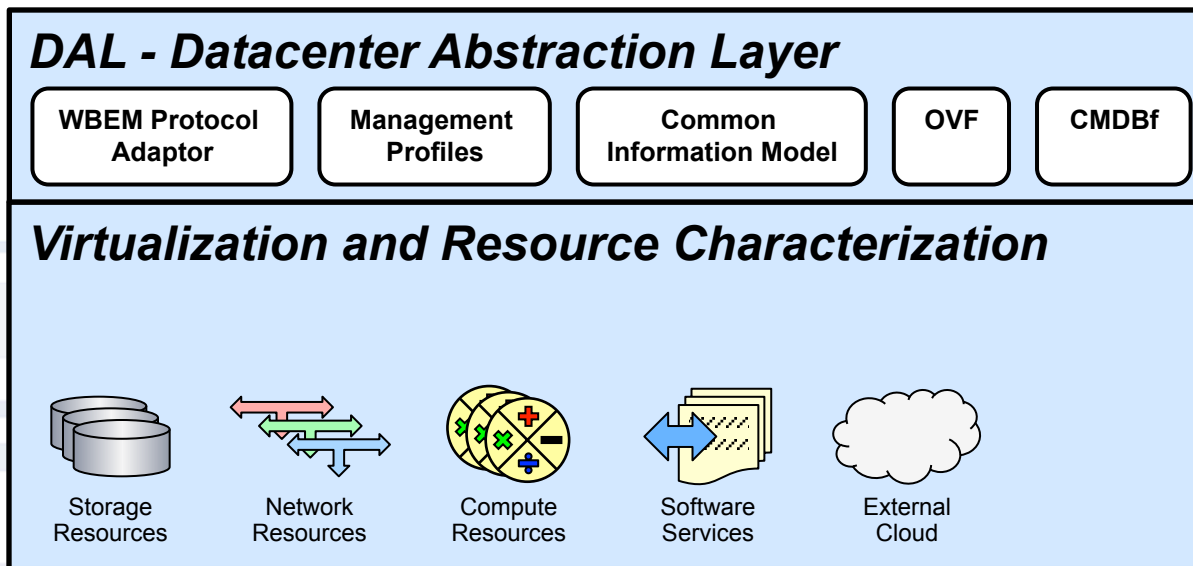 DAL - Datacenter Abstraction Layer
WBEM Protocol
Adaptor
Management
Profiles
Common
Information Model
OVF
CMDBf
Virtualization and Resource Characterization
Storage
Resources
Network
Resources
Compute
Resources
Software
Services
External
Cloud